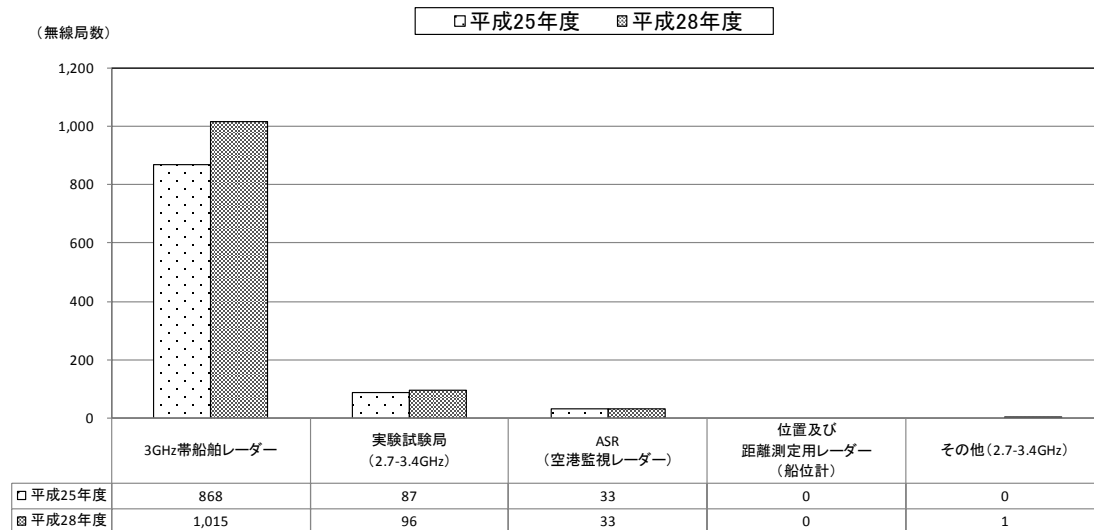 □平成25年度 ▩平成28年度
（無線局数）
1,200
1,000
800
600
400
200
0
3GHz帯船舶レーダー
実験試験局
（2.7-3.4GHz）
ASR
（空港監視レーダー）
位置及び
距離測定用レーダー
（船位計）
その他（2.7-3.4GHz）
□平成25年度 868 87 33 0 0
▩平成28年度 1,015 96 33 0 1